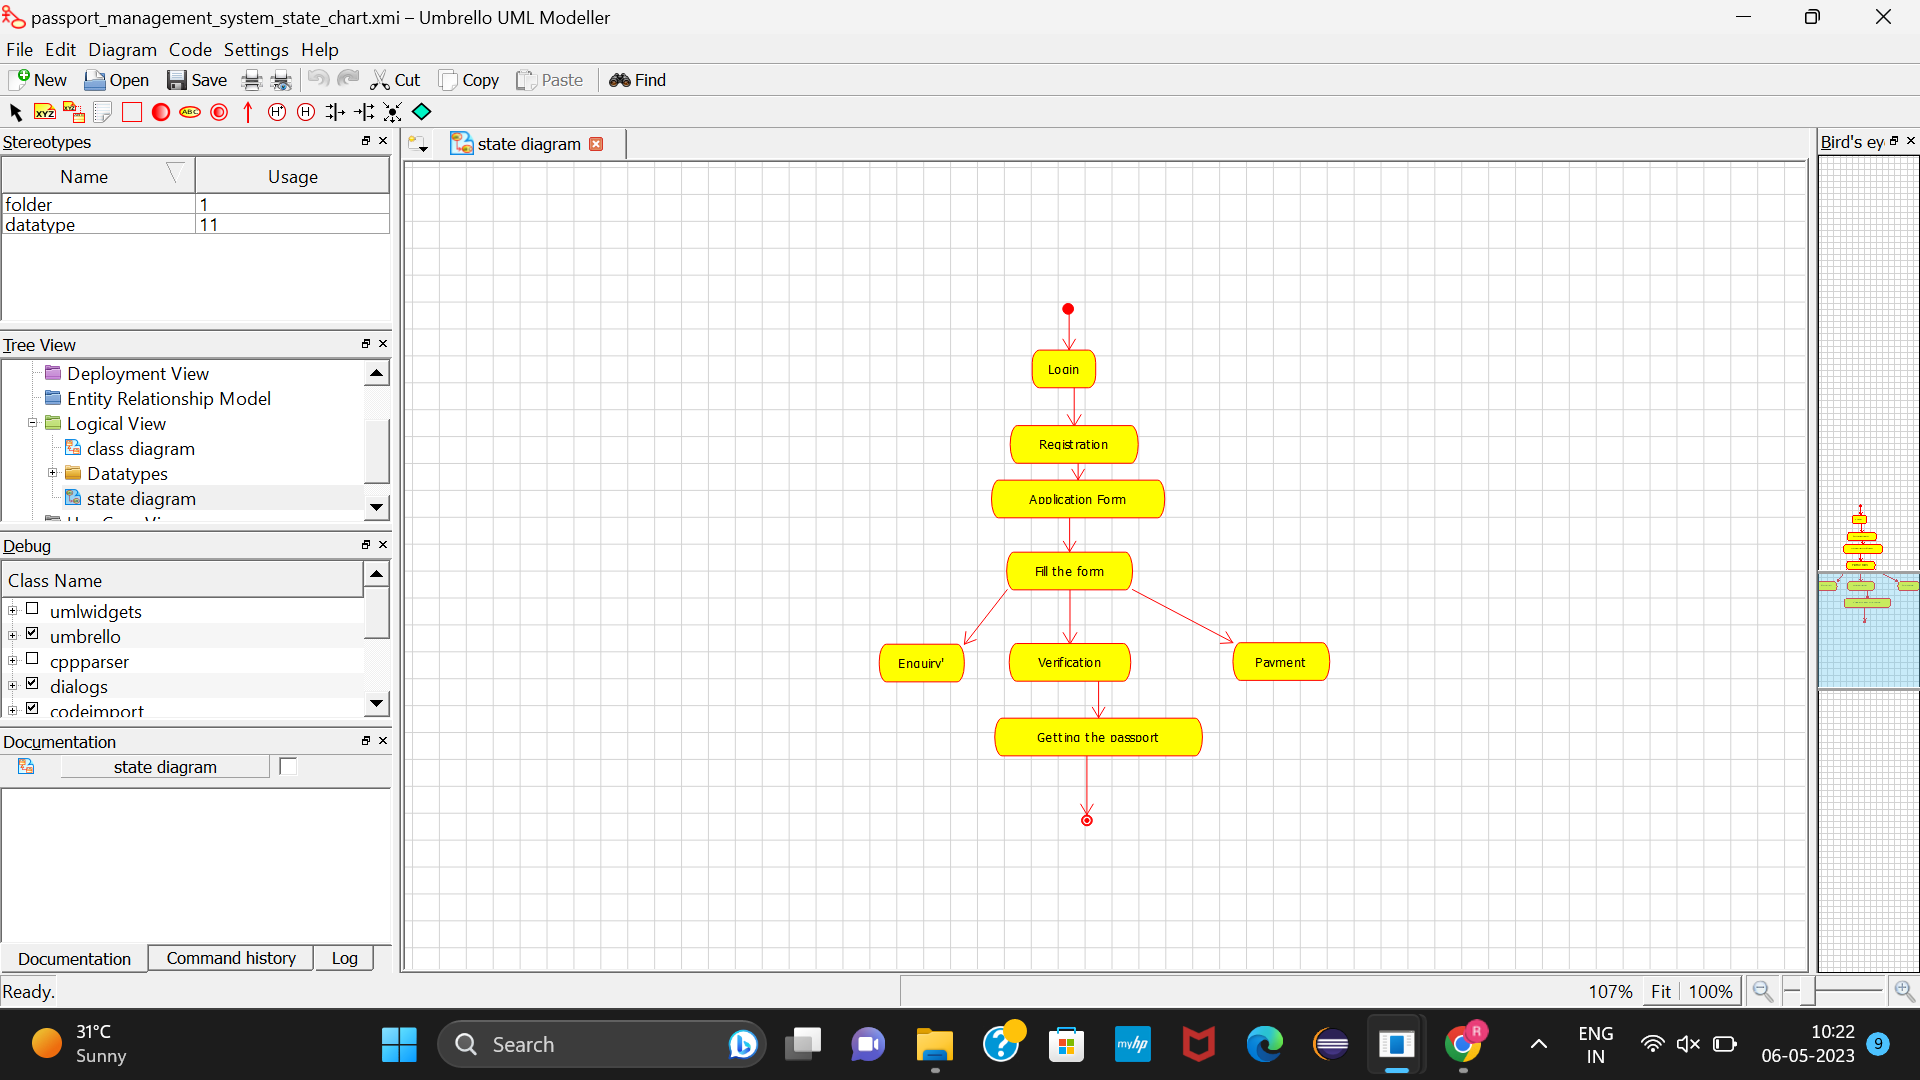 passport_management_system_state_chart.xmi – Umbrello UML Modeller
File Edit Diagram Code Settings Help
New Open Save Cut Copy Paste Find
XYZ XYZ ABC H* H
Stereotypes
Name Usage
folder 1
datatype 11
Tree View
Deployment View
Entity Relationship Model
Logical View
class diagram
Datatypes
state diagram
Debug
Class Name
umlwidgets
umbrello
cppparser
dialogs
codeimport
Documentation
state diagram
Documentation Command history Log
Ready.
state diagram
Login
Registration
Application Form
Fill the form
Enquiry' Verification Payment
Getting the passport
Bird's ey
107% Fit 100%
31°C
Sunny
Search
myhp
R
ENG
IN
10:22
06-05-2023
9